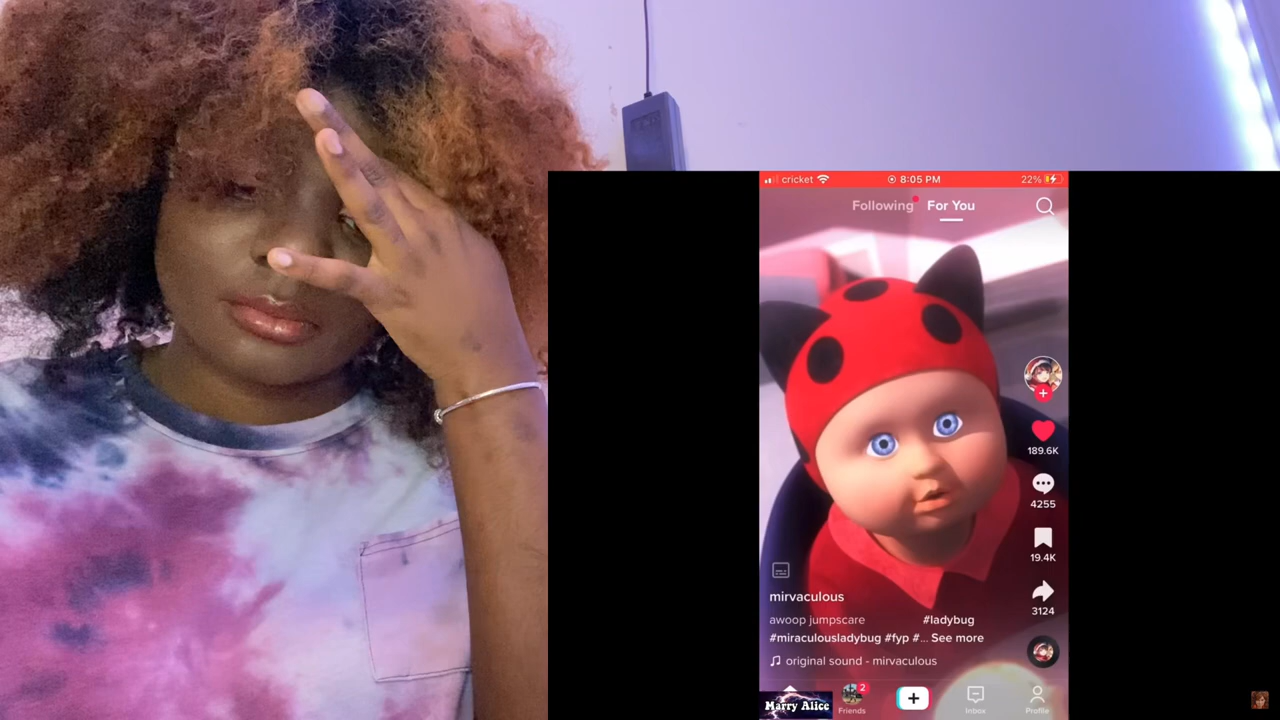 cricket 8:05 PM 22%
Following For You
189.6K
4255
19.4K
3124
mirvaculous
awoop jumpscare #ladybug
#miraculousladybug #fyp #... See more
original sound - mirvaculous
2
Marry Alice Friends Inbox Profile